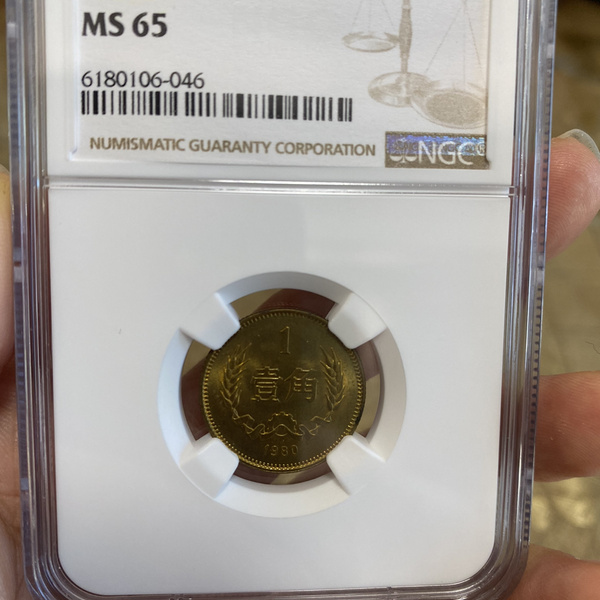 MS 65
6180106-046
NUMISMATIC GUARANTY CORPORATION
NGC
1
壹角
1980